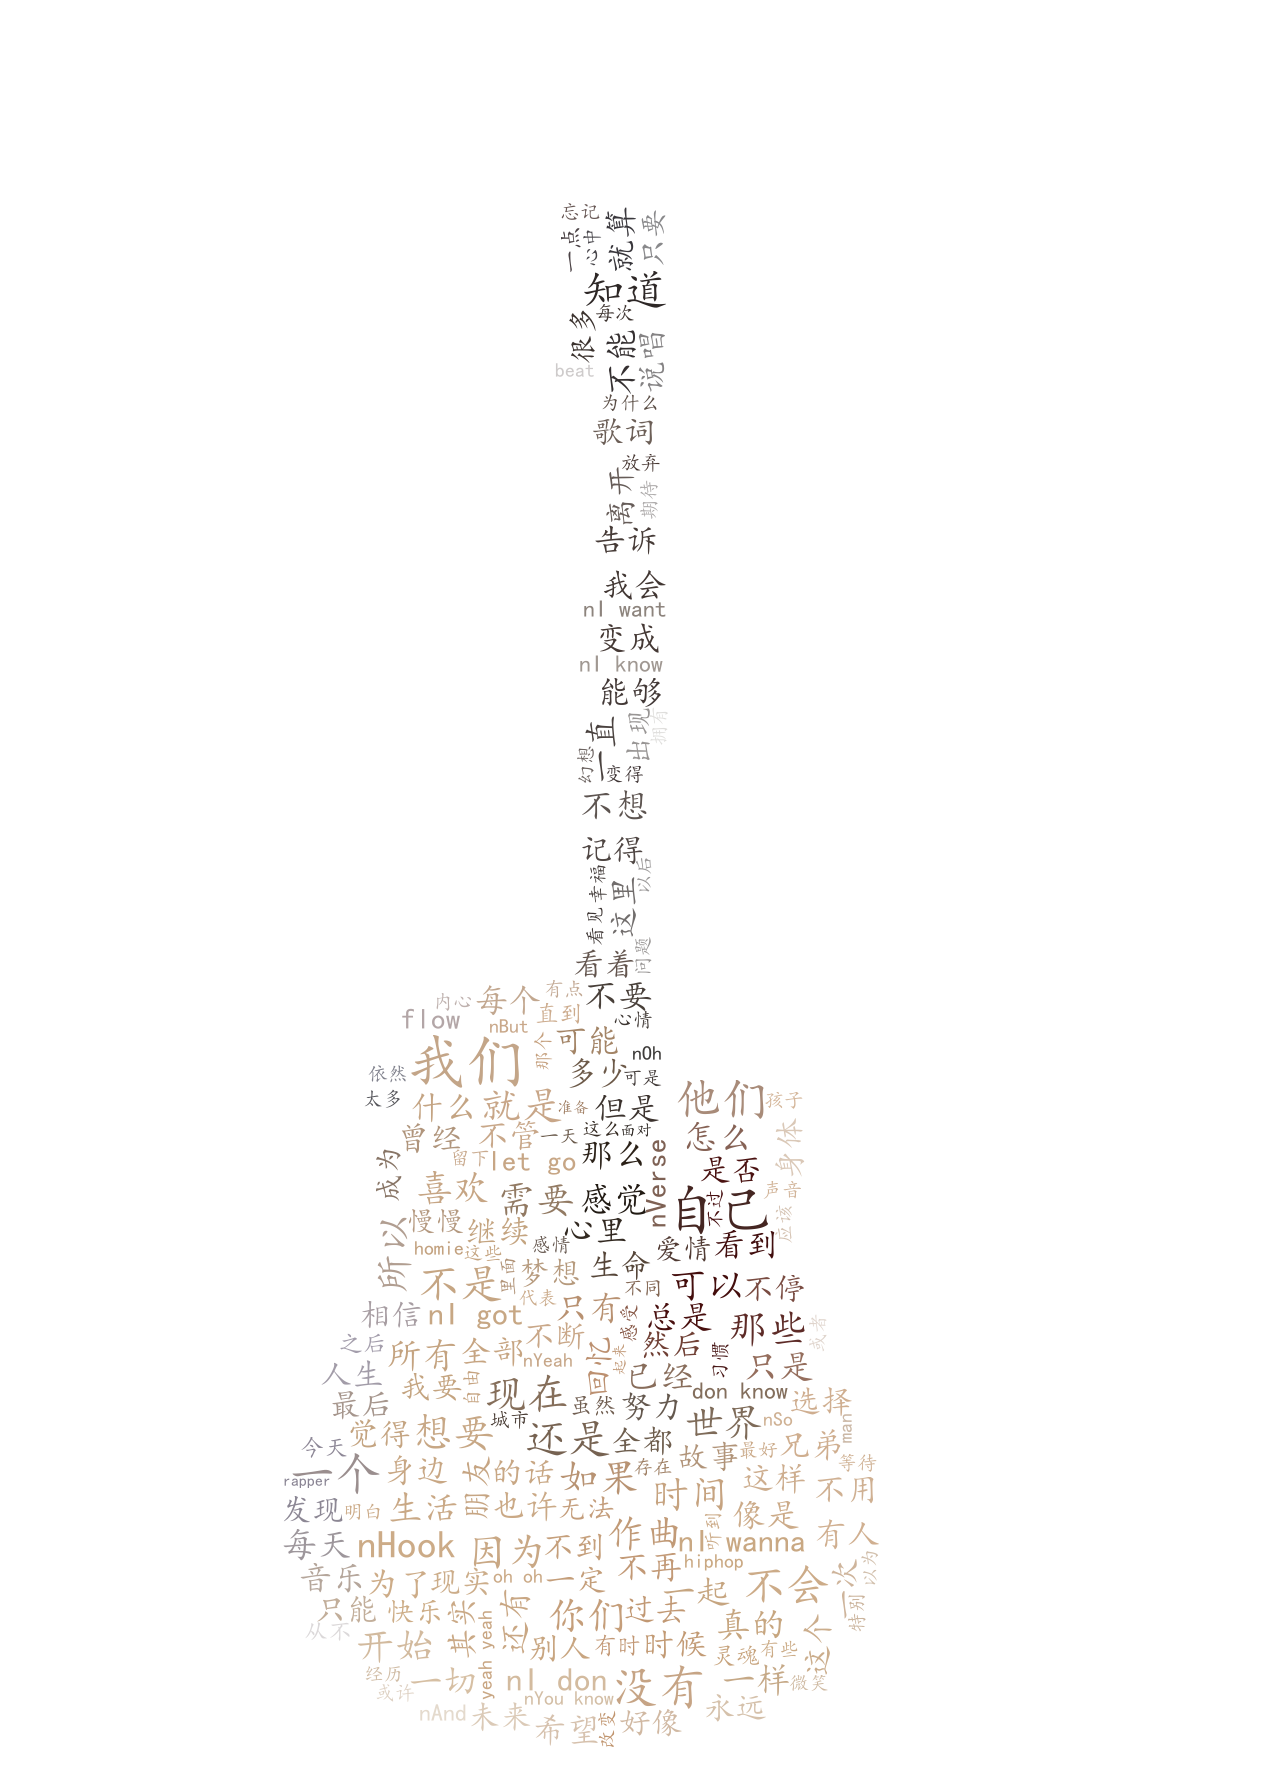 忘记
一点
心中
就算
只要
知道
每次
很多
不能
说唱
beat
为什么
歌词
放弃
离开
期待
告诉
我会
nI want
变成
nI know
能够
一直
出现
拥有
幻想
变得
不想
记得
幸福
以后
这里
看见
看着
问题
内心
每个
有点
不要
flow
nBut
直到
心情
我们
那个
可能
nOh
依然
多少
可是
太多
什么
就是
准备
但是
他们
孩子
曾经
不管
一天
这么
面对
怎么
身体
成为
留下
let go
那么
nVerse
是否
喜欢
需要
感觉
自己
不过
声音
应该
所以
慢慢
继续
心里
homie
这些
感情
爱情
看到
不是
里面
梦想
生命
不同
可以
不停
代表
相信
nI got
只有
感受
总是
那些
或者
之后
所有
全部
不断
nYeah
回忆
起来
然后
习惯
只是
人生
我要
自由
现在
已经
don know
最后
城市
虽然
努力
世界
nSo
选择
man
今天
觉得
想要
还是
全都
故事
最好
兄弟
等待
一个
rapper
身边
朋友
的话
如果
存在
这样
不用
发现
明白
生活
也许
无法
时间
像是
每天
nHook
因为
不到
作曲
nI wanna
听到
有人
音乐
为了
现实
oh oh
一定
不再
hiphop
一起
不会
一次
以为
只能
快乐
其实
yeah yeah
还有
你们
过去
真的
这个
特别
从不
开始
别人
有时
时候
灵魂
有些
经历
或许
一切
nI don
nYou know
没有
一样
微笑
nAnd
未来
希望
改变
好像
永远